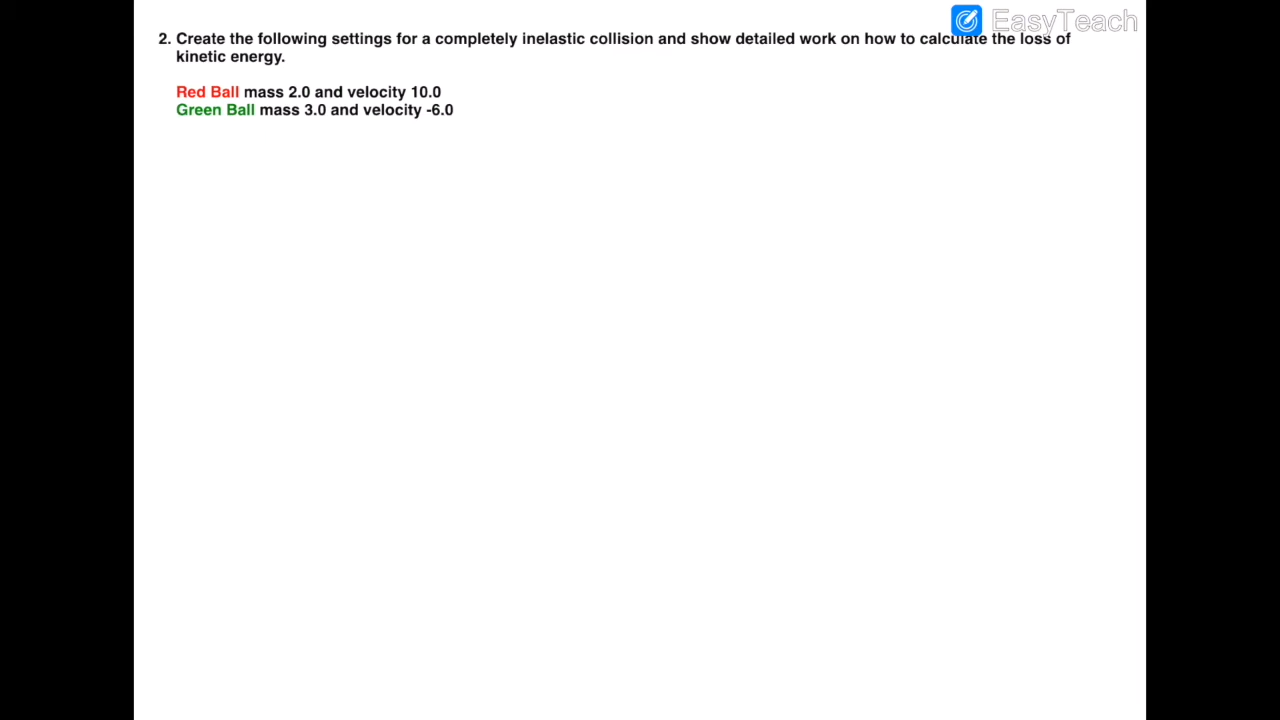 EasyTeach
2. Create the following settings for a completely inelastic collision and show detailed work on how to calculate the loss of
kinetic energy.
Red Ball mass 2.0 and velocity 10.0
Green Ball mass 3.0 and velocity -6.0